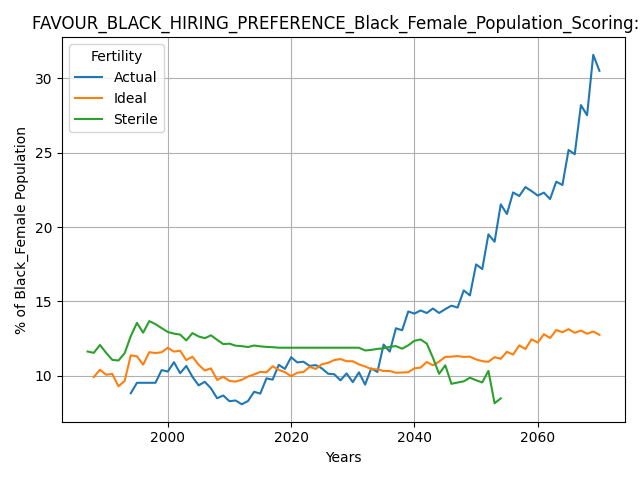 FAVOUR_BLACK_HIRING_PREFERENCE_Black_Female_Population_Scoring:
Fertility
Actual
Ideal
Sterile
% of Black_Female Population
30
25
20
15
10
2000
2020
2040
2060
Years